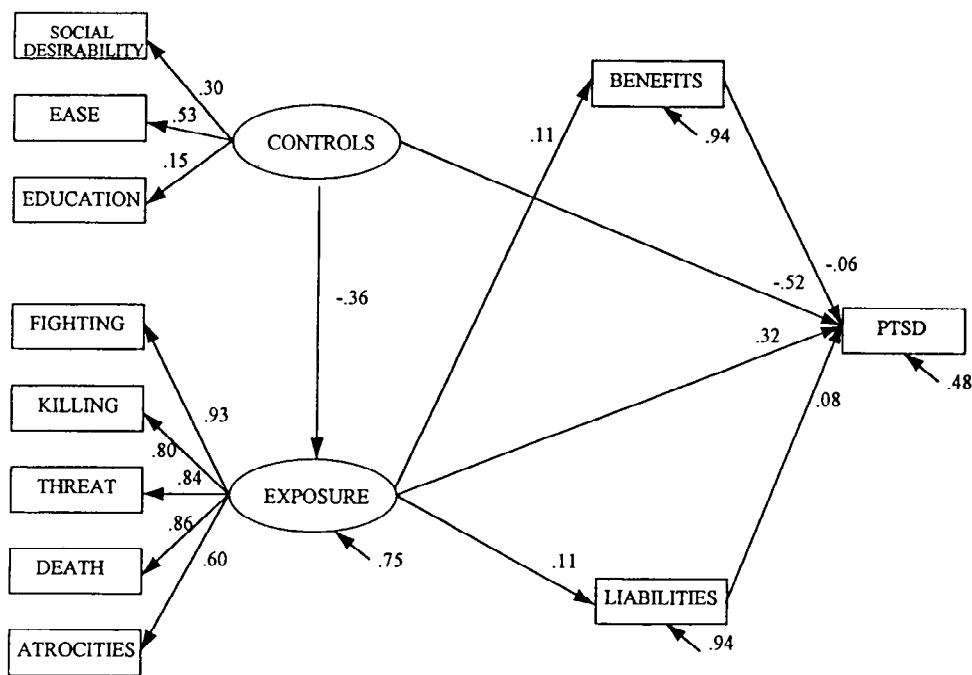 SOCIAL
DESIRABILITY
.30
EASE
.53
CONTROLS
.15
EDUCATION
BENEFITS
.11
.94
-.36
-.52
-.06
FIGHTING
PTSD
.32
.48
KILLING
.93
.08
.80
THREAT
.84
EXPOSURE
.86
.60
.75
DEATH
.11
LIABILITIES
ATROCITIES
.94